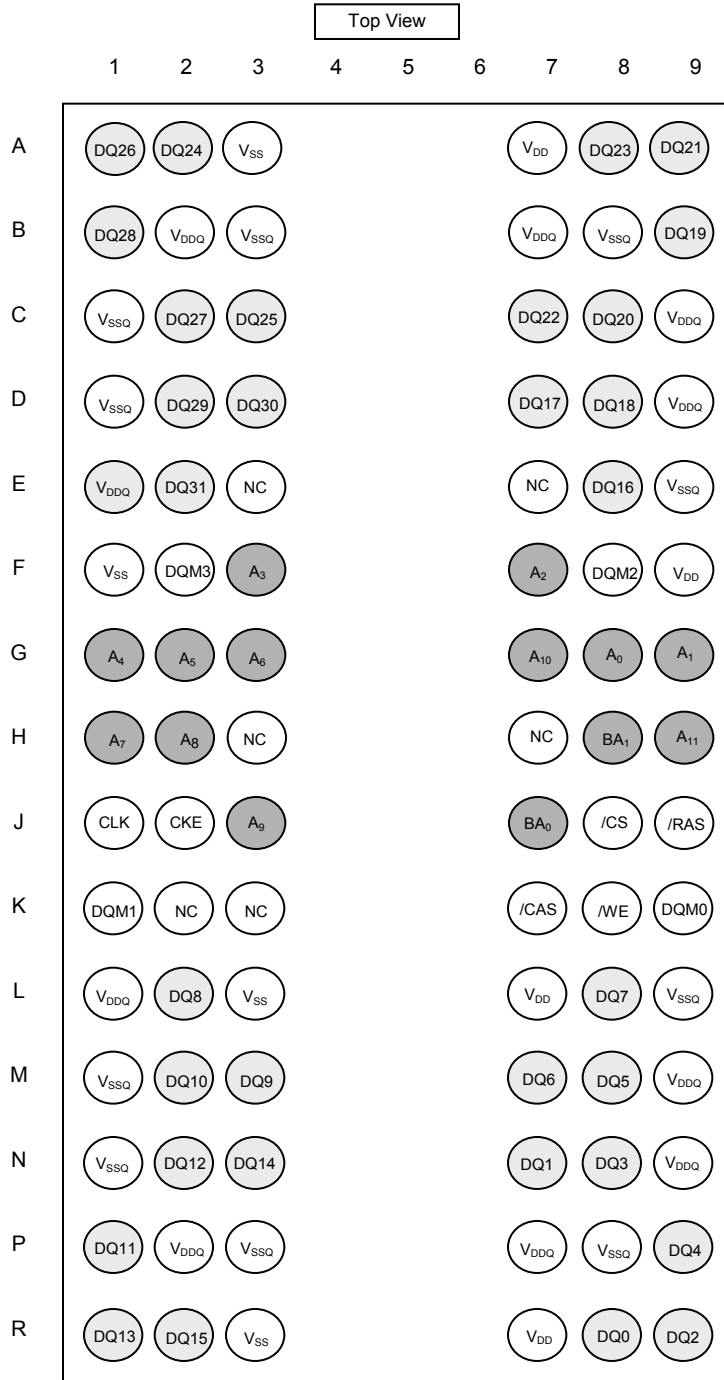 Top View
1 2 3 4 5 6 7 8 9
A DQ26 DQ24 VSS VDD DQ23 DQ21
B DQ28 VDDQ VSSQ VDDQ VSSQ DQ19
C VSSQ DQ27 DQ25 DQ22 DQ20 VDDQ
D VSSQ DQ29 DQ30 DQ17 DQ18 VDDQ
E VDDQ DQ31 NC NC DQ16 VSSQ
F VSS DQM3 A3 A2 DQM2 VDD
G A4 A5 A6 A10 A0 A1
H A7 A8 NC NC BA1 A11
J CLK CKE A9 BA0 /CS /RAS
K DQM1 NC NC /CAS /WE DQM0
L VDDQ DQ8 VSS VDD DQ7 VSSQ
M VSSQ DQ10 DQ9 DQ6 DQ5 VDDQ
N VSSQ DQ12 DQ14 DQ1 DQ3 VDDQ
P DQ11 VDDQ VSSQ VDDQ VSSQ DQ4
R DQ13 DQ15 VSS VDD DQ0 DQ2